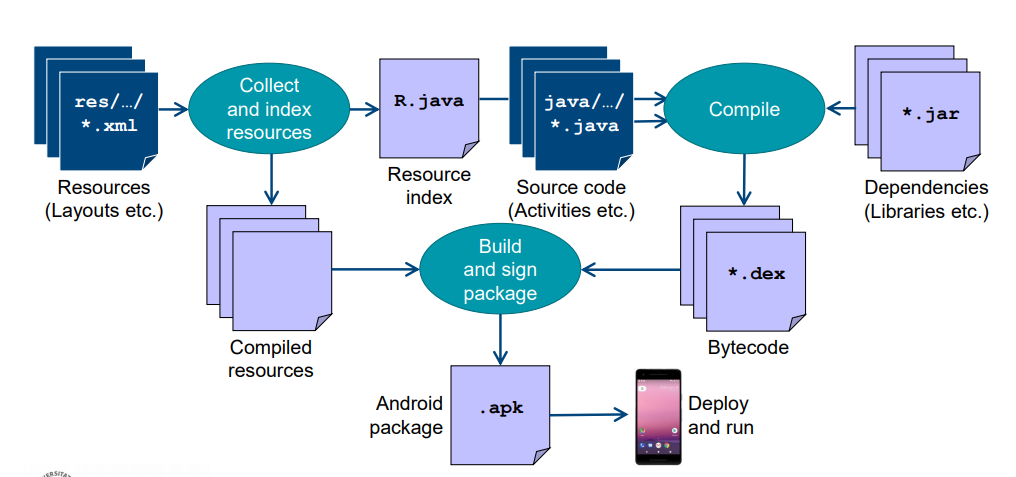 res/…/
*.xml
Resources
(Layouts etc.)
Collect
and index
resources
R.java
Resource
index
java/…/
*.java
Source code
(Activities etc.)
Compile
*.jar
Dependencies
(Libraries etc.)
Compiled
resources
Build
and sign
package
*.dex
Bytecode
Android
package
.apk
Deploy
and run